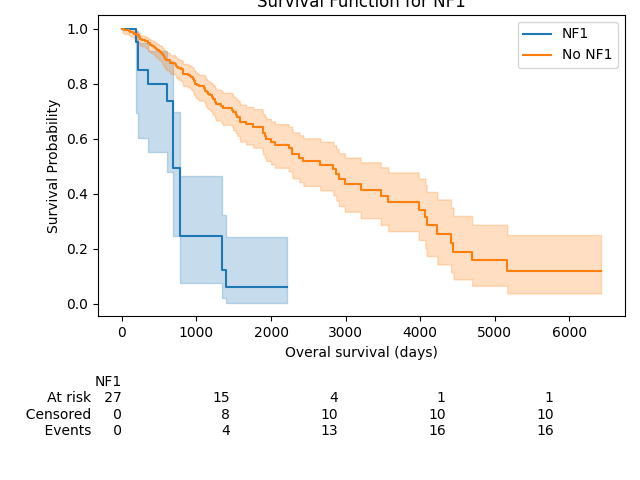 Survival Function for NF1
1.0
0.8
0.6
0.4
0.2
0.0
Survival Probability
NF1
No NF1
0 1000 2000 3000 4000 5000 6000
Overal survival (days)
NF1
At risk 27 15 4 1 1
Censored 0 8 10 10 10
Events 0 4 13 16 16